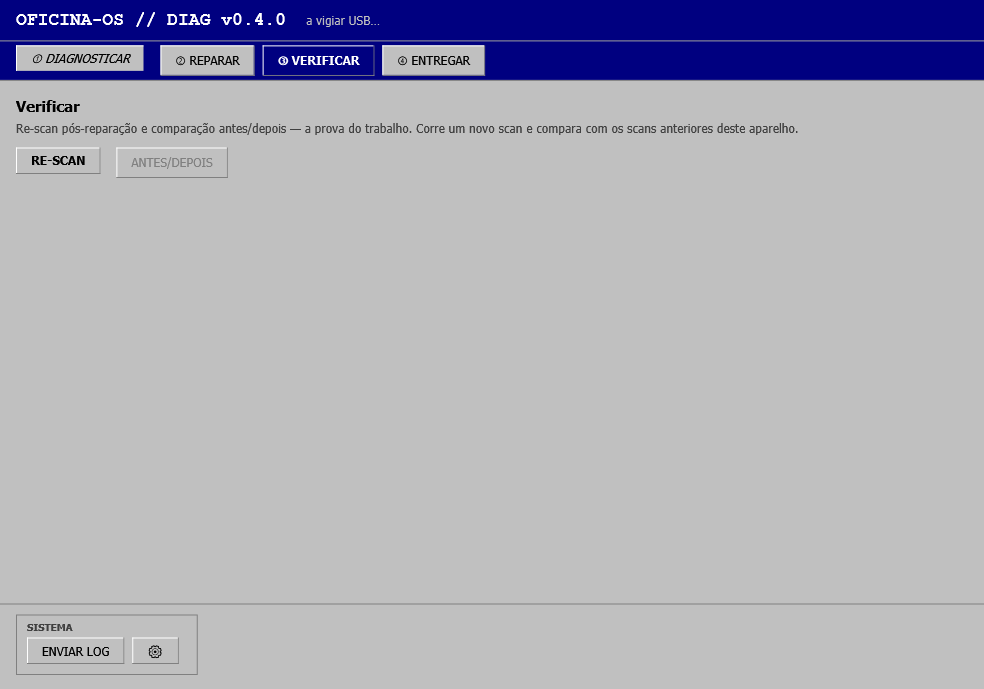 OFICINA-OS // DIAG v0.4.0 a vigiar USB...
① DIAGNOSTICAR ② REPARAR ③ VERIFICAR ④ ENTREGAR
Verificar
Re-scan pós-reparação e comparação antes/depois — a prova do trabalho. Corre um novo scan e compara com os scans anteriores deste aparelho.
RE-SCAN ANTES/DEPOIS
SISTEMA
ENVIAR LOG